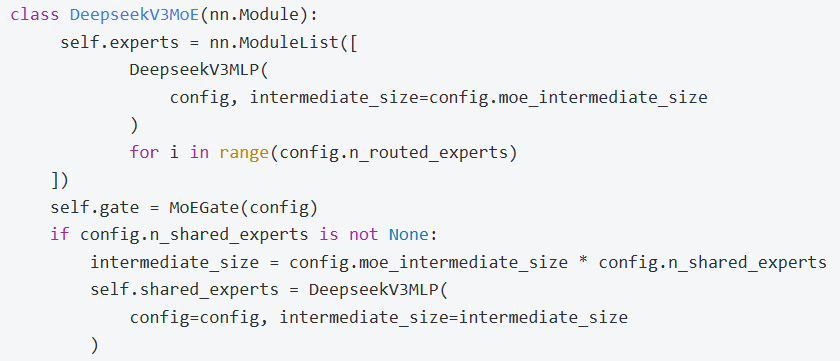 class DeepseekV3MoE(nn.Module):
self.experts = nn.ModuleList([
DeepseekV3MLP(
config, intermediate_size=config.moe_intermediate_size
)
for i in range(config.n_routed_experts)
])
self.gate = MoEGate(config)
if config.n_shared_experts is not None:
intermediate_size = config.moe_intermediate_size * config.n_shared_experts
self.shared_experts = DeepseekV3MLP(
config=config, intermediate_size=intermediate_size
)